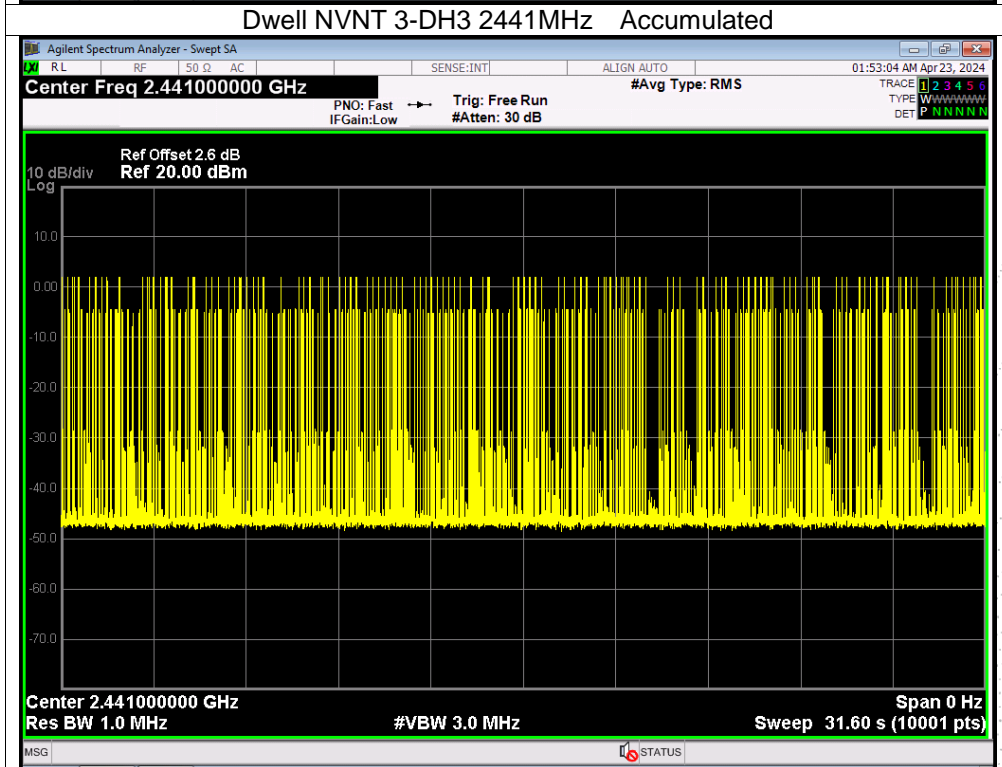 Dwell NVNT 3-DH3 2441MHz Accumulated
Agilent Spectrum Analyzer - Swept SA
LXI RL RF 50 Ω AC SENSE:INT ALIGN AUTO 01:53:04 AM Apr 23, 2024
Center Freq 2.441000000 GHz #Avg Type: RMS TRACE 1 2 3 4 5 6
PNO: Fast Trig: Free Run TYPE WWWWWW
IFGain:Low #Atten: 30 dB DET P N N N N N
Ref Offset 2.6 dB
10 dB/div Ref 20.00 dBm
Log
10.0
0.00
-10.0
-20.0
-30.0
-40.0
-50.0
-60.0
-70.0
Center 2.441000000 GHz Span 0 Hz
Res BW 1.0 MHz #VBW 3.0 MHz Sweep 31.60 s (10001 pts)
MSG STATUS